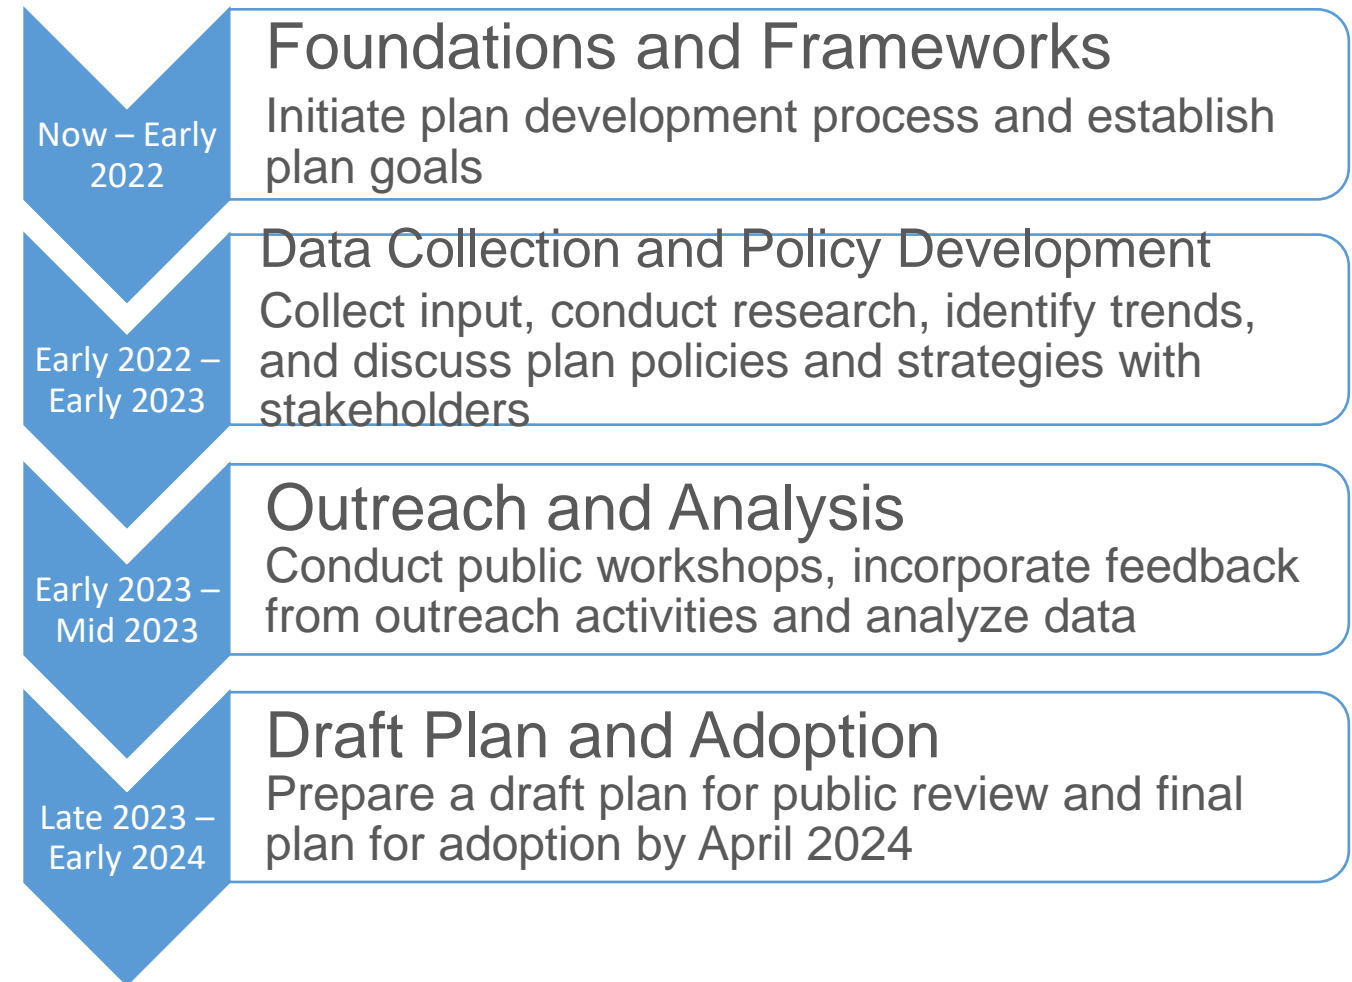 Now – Early
2022
Foundations and Frameworks
Initiate plan development process and establish
plan goals
Early 2022 –
Early 2023
Data Collection and Policy Development
Collect input, conduct research, identify trends,
and discuss plan policies and strategies with
stakeholders
Early 2023 –
Mid 2023
Outreach and Analysis
Conduct public workshops, incorporate feedback
from outreach activities and analyze data
Late 2023 –
Early 2024
Draft Plan and Adoption
Prepare a draft plan for public review and final
plan for adoption by April 2024